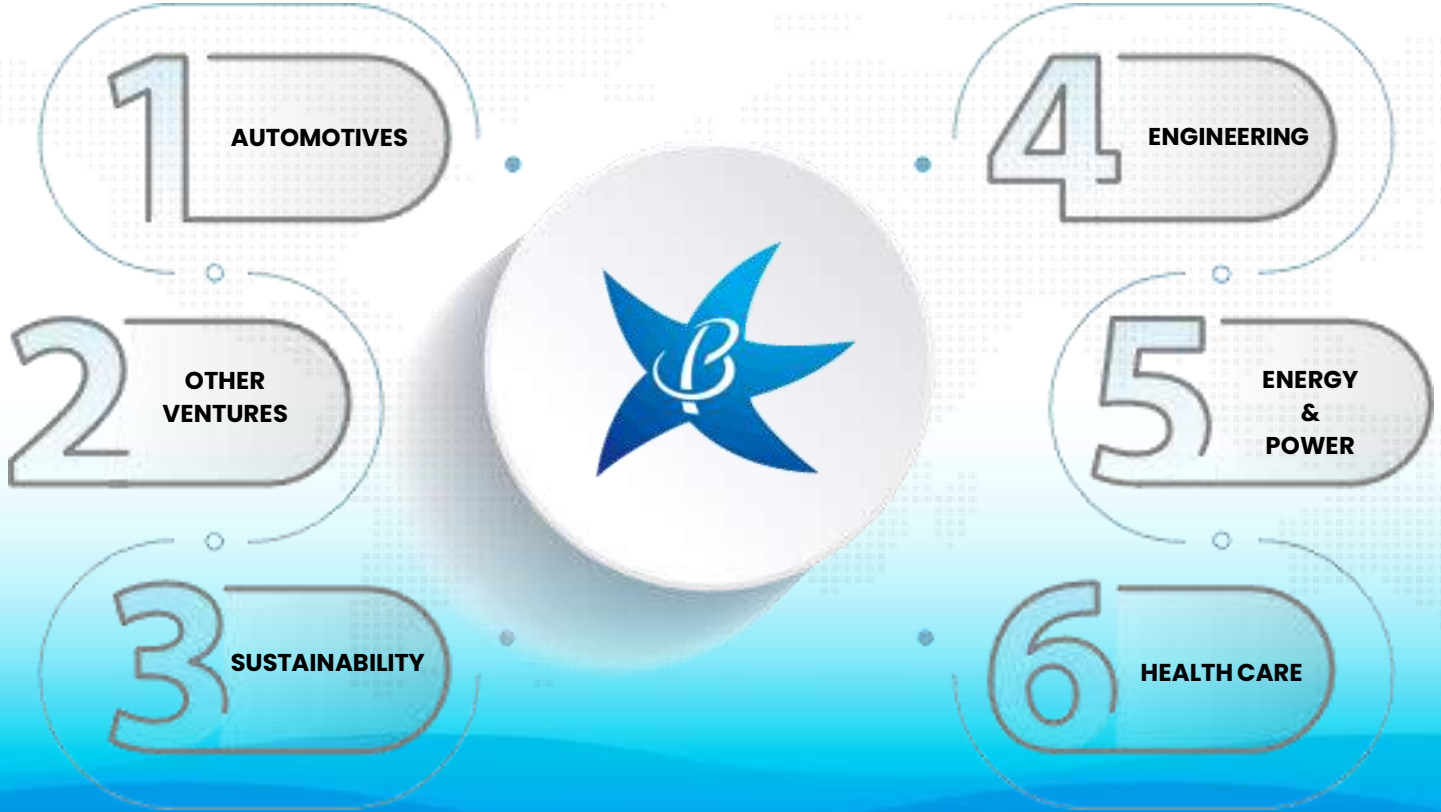 1
AUTOMOTIVES
2
OTHER
VENTURES
3
SUSTAINABILITY
B
4
ENGINEERING
5
ENERGY
&
POWER
6
HEALTH CARE